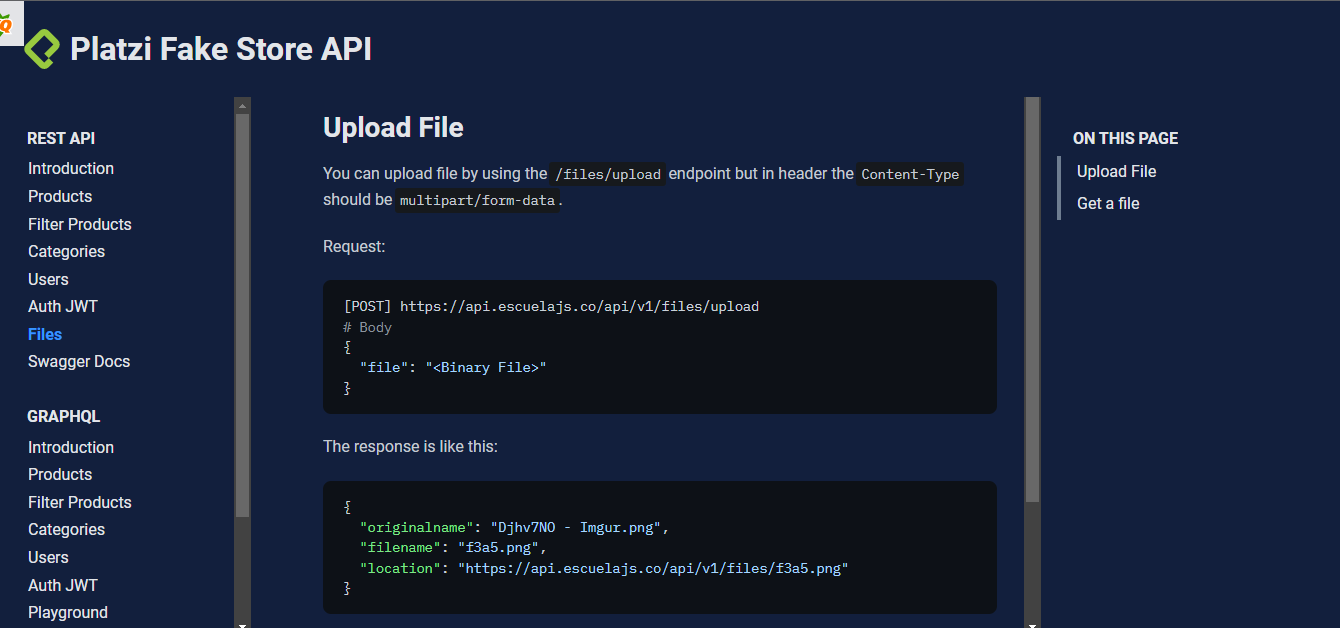 Platzi Fake Store API
REST API
Introduction
Products
Filter Products
Categories
Users
Auth JWT
Files
Swagger Docs
GRAPHQL
Introduction
Products
Filter Products
Categories
Users
Auth JWT
Playground
Upload File
You can upload file by using the /files/upload endpoint but in header the Content-Type
should be multipart/form-data.
Request:
[POST] https://api.escuelajs.co/api/v1/files/upload
# Body
{
  "file": "<Binary File>"
}
The response is like this:
{
  "originalname": "Djhv7NO - Imgur.png",
  "filename": "f3a5.png",
  "location": "https://api.escuelajs.co/api/v1/files/f3a5.png"
}
ON THIS PAGE
Upload File
Get a file